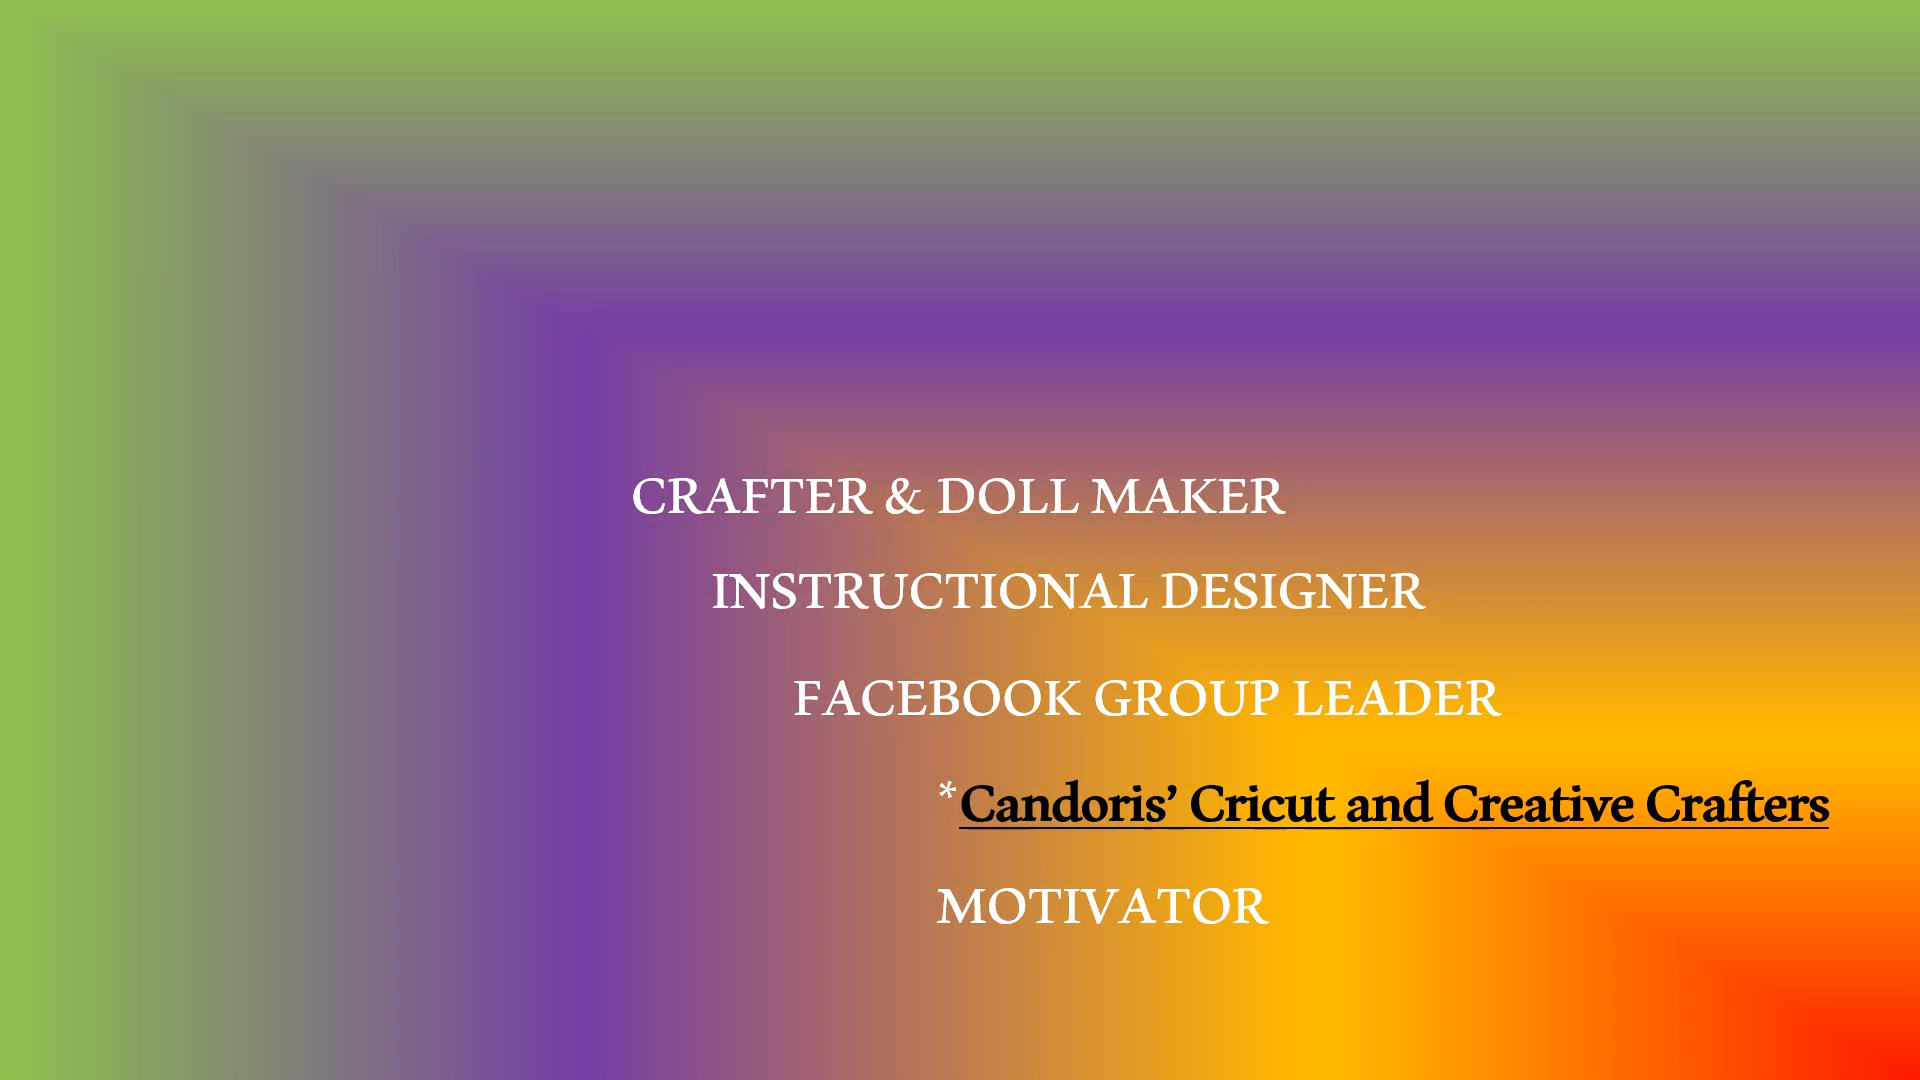 CRAFTER & DOLL MAKER
INSTRUCTIONAL DESIGNER
FACEBOOK GROUP LEADER
*Candoris’ Cricut and Creative Crafters
MOTIVATOR